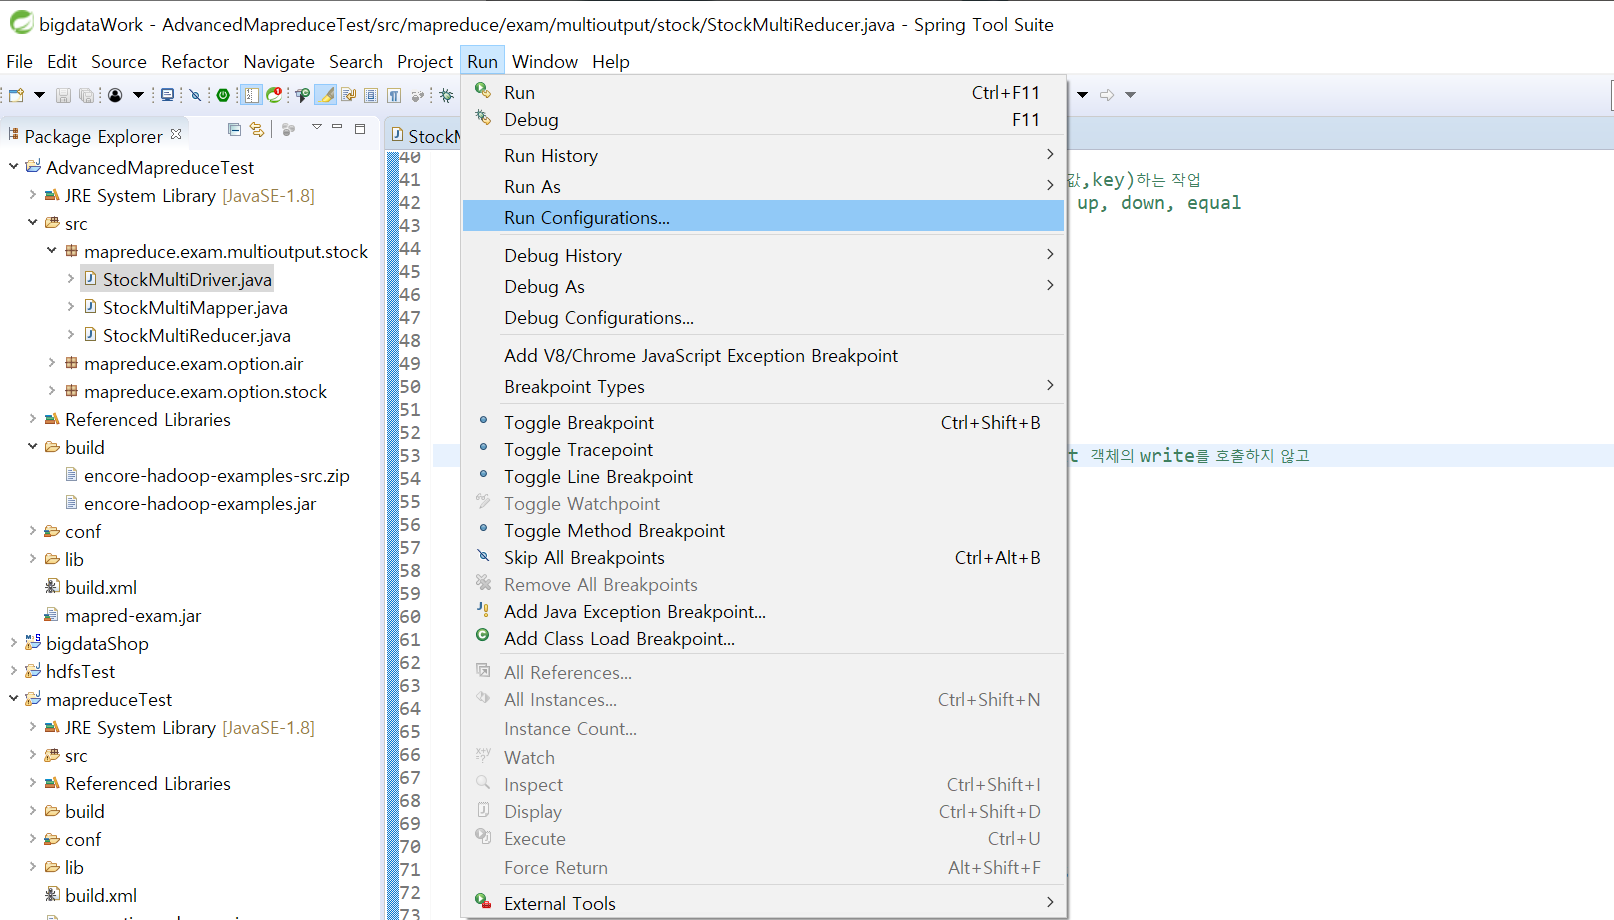 bigdataWork - AdvancedMapreduceTest/src/mapreduce/exam/multioutput/stock/StockMultiReducer.java - Spring Tool Suite
File Edit Source Refactor Navigate Search Project Run Window Help
Package Explorer
AdvancedMapreduceTest
JRE System Library [JavaSE-1.8]
src
mapreduce.exam.multioutput.stock
StockMultiDriver.java
StockMultiMapper.java
StockMultiReducer.java
mapreduce.exam.option.air
mapreduce.exam.option.stock
Referenced Libraries
build
encore-hadoop-examples-src.zip
encore-hadoop-examples.jar
conf
lib
build.xml
mapred-exam.jar
bigdataShop
hdfsTest
mapreduceTest
JRE System Library [JavaSE-1.8]
src
Referenced Libraries
build
conf
lib
build.xml
StockM
40
41
42
43
44
45
46
47
48
49
50
51
52
53
54
55
56
57
58
59
60
61
62
63
64
65
66
67
68
69
70
71
72
73
Run Ctrl+F11
Debug F11
Run History
Run As
Run Configurations...
Debug History
Debug As
Debug Configurations...
Add V8/Chrome JavaScript Exception Breakpoint
Breakpoint Types
Toggle Breakpoint Ctrl+Shift+B
Toggle Tracepoint
Toggle Line Breakpoint
Toggle Watchpoint
Toggle Method Breakpoint
Skip All Breakpoints Ctrl+Alt+B
Remove All Breakpoints
Add Java Exception Breakpoint...
Add Class Load Breakpoint...
All References...
All Instances... Ctrl+Shift+N
Instance Count...
Watch
Inspect Ctrl+Shift+I
Display Ctrl+Shift+D
Execute Ctrl+U
Force Return Alt+Shift+F
External Tools
값,key)하는 작업
up, down, equal
t 객체의 write를 호출하지 않고